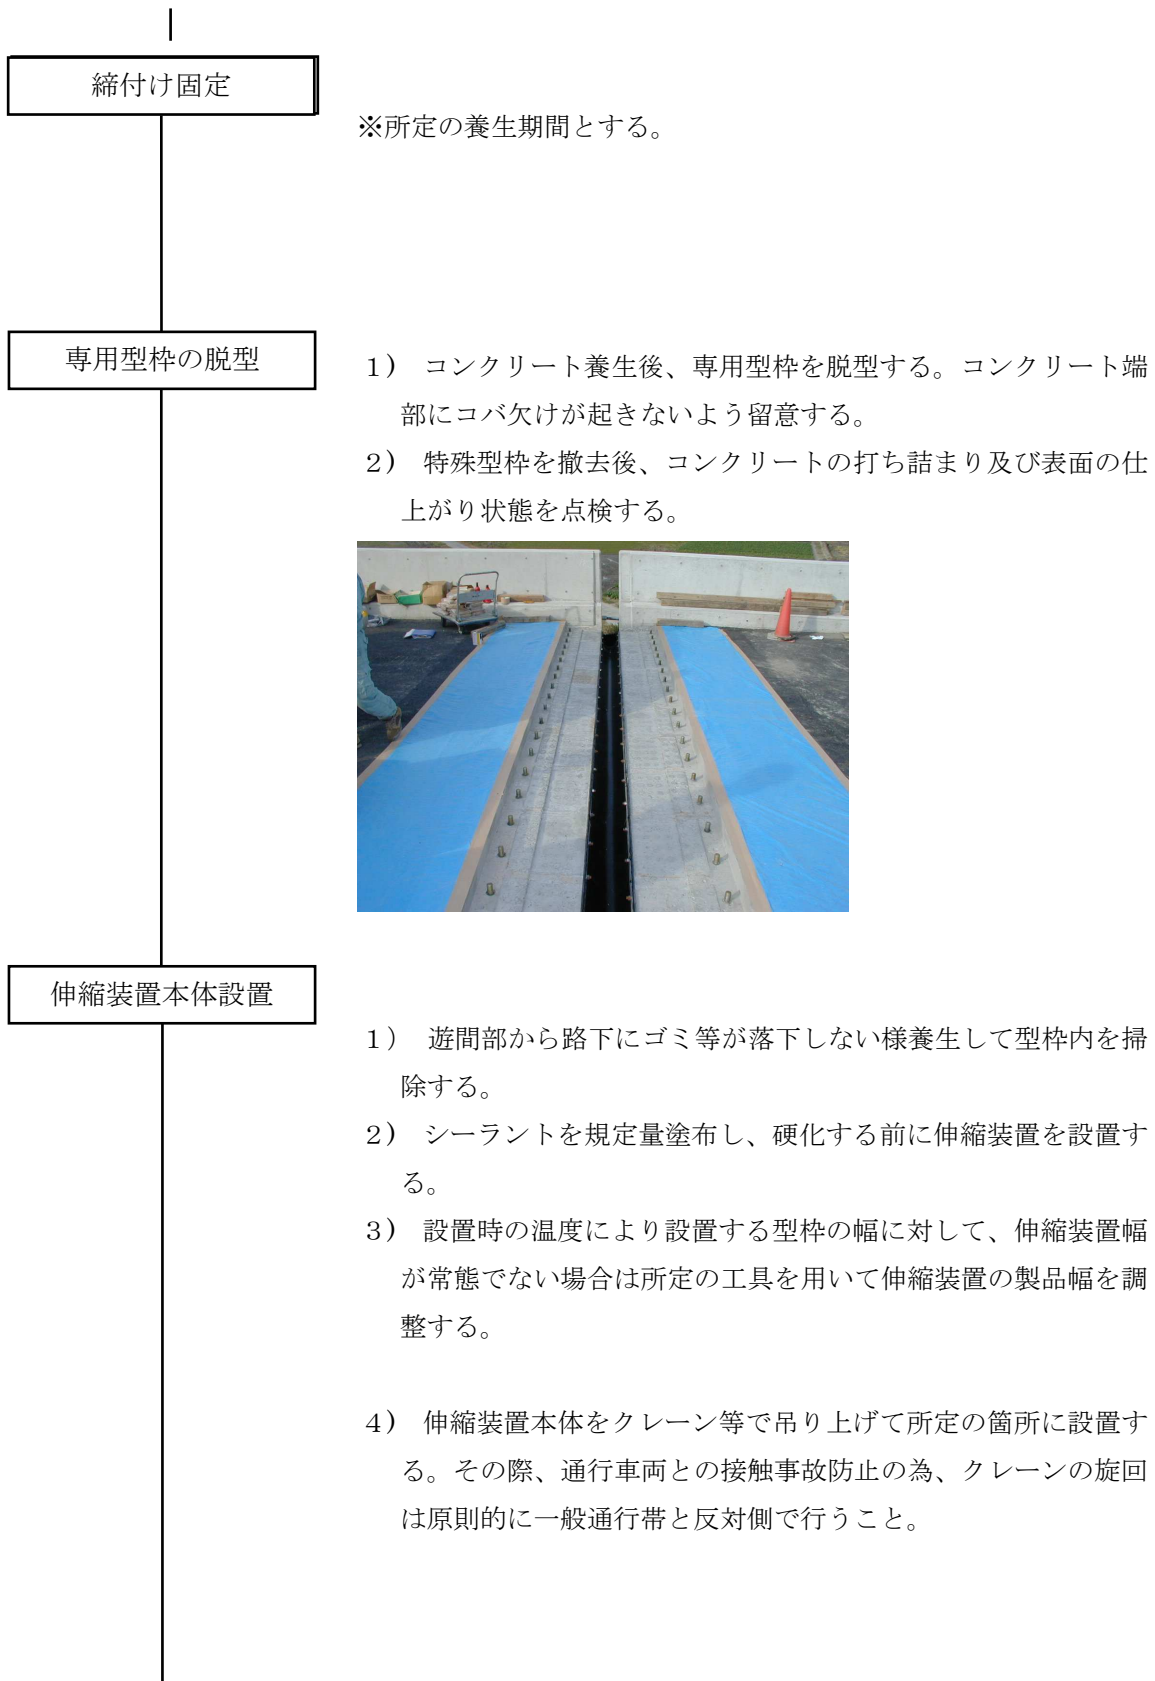 締付け固定
※所定の養生期間とする。
専用型枠の脱型
1) コンクリート養生後、専用型枠を脱型する。コンクリート端
部にコバ欠けが起きないよう留意する。
2) 特殊型枠を撤去後、コンクリートの打ち詰まり及び表面の仕
上がり状態を点検する。
伸縮装置本体設置
1) 遊間部から路下にゴミ等が落下しない様養生して型枠内を掃
除する。
2) シーラントを規定量塗布し、硬化する前に伸縮装置を設置す
る。
3) 設置時の温度により設置する型枠の幅に対して、伸縮装置幅
が常態でない場合は所定の工具を用いて伸縮装置の製品幅を調
整する。
4) 伸縮装置本体をクレーン等で吊り上げて所定の箇所に設置す
る。その際、通行車両との接触事故防止の為、クレーンの旋回
は原則的に一般通行帯と反対側で行うこと。